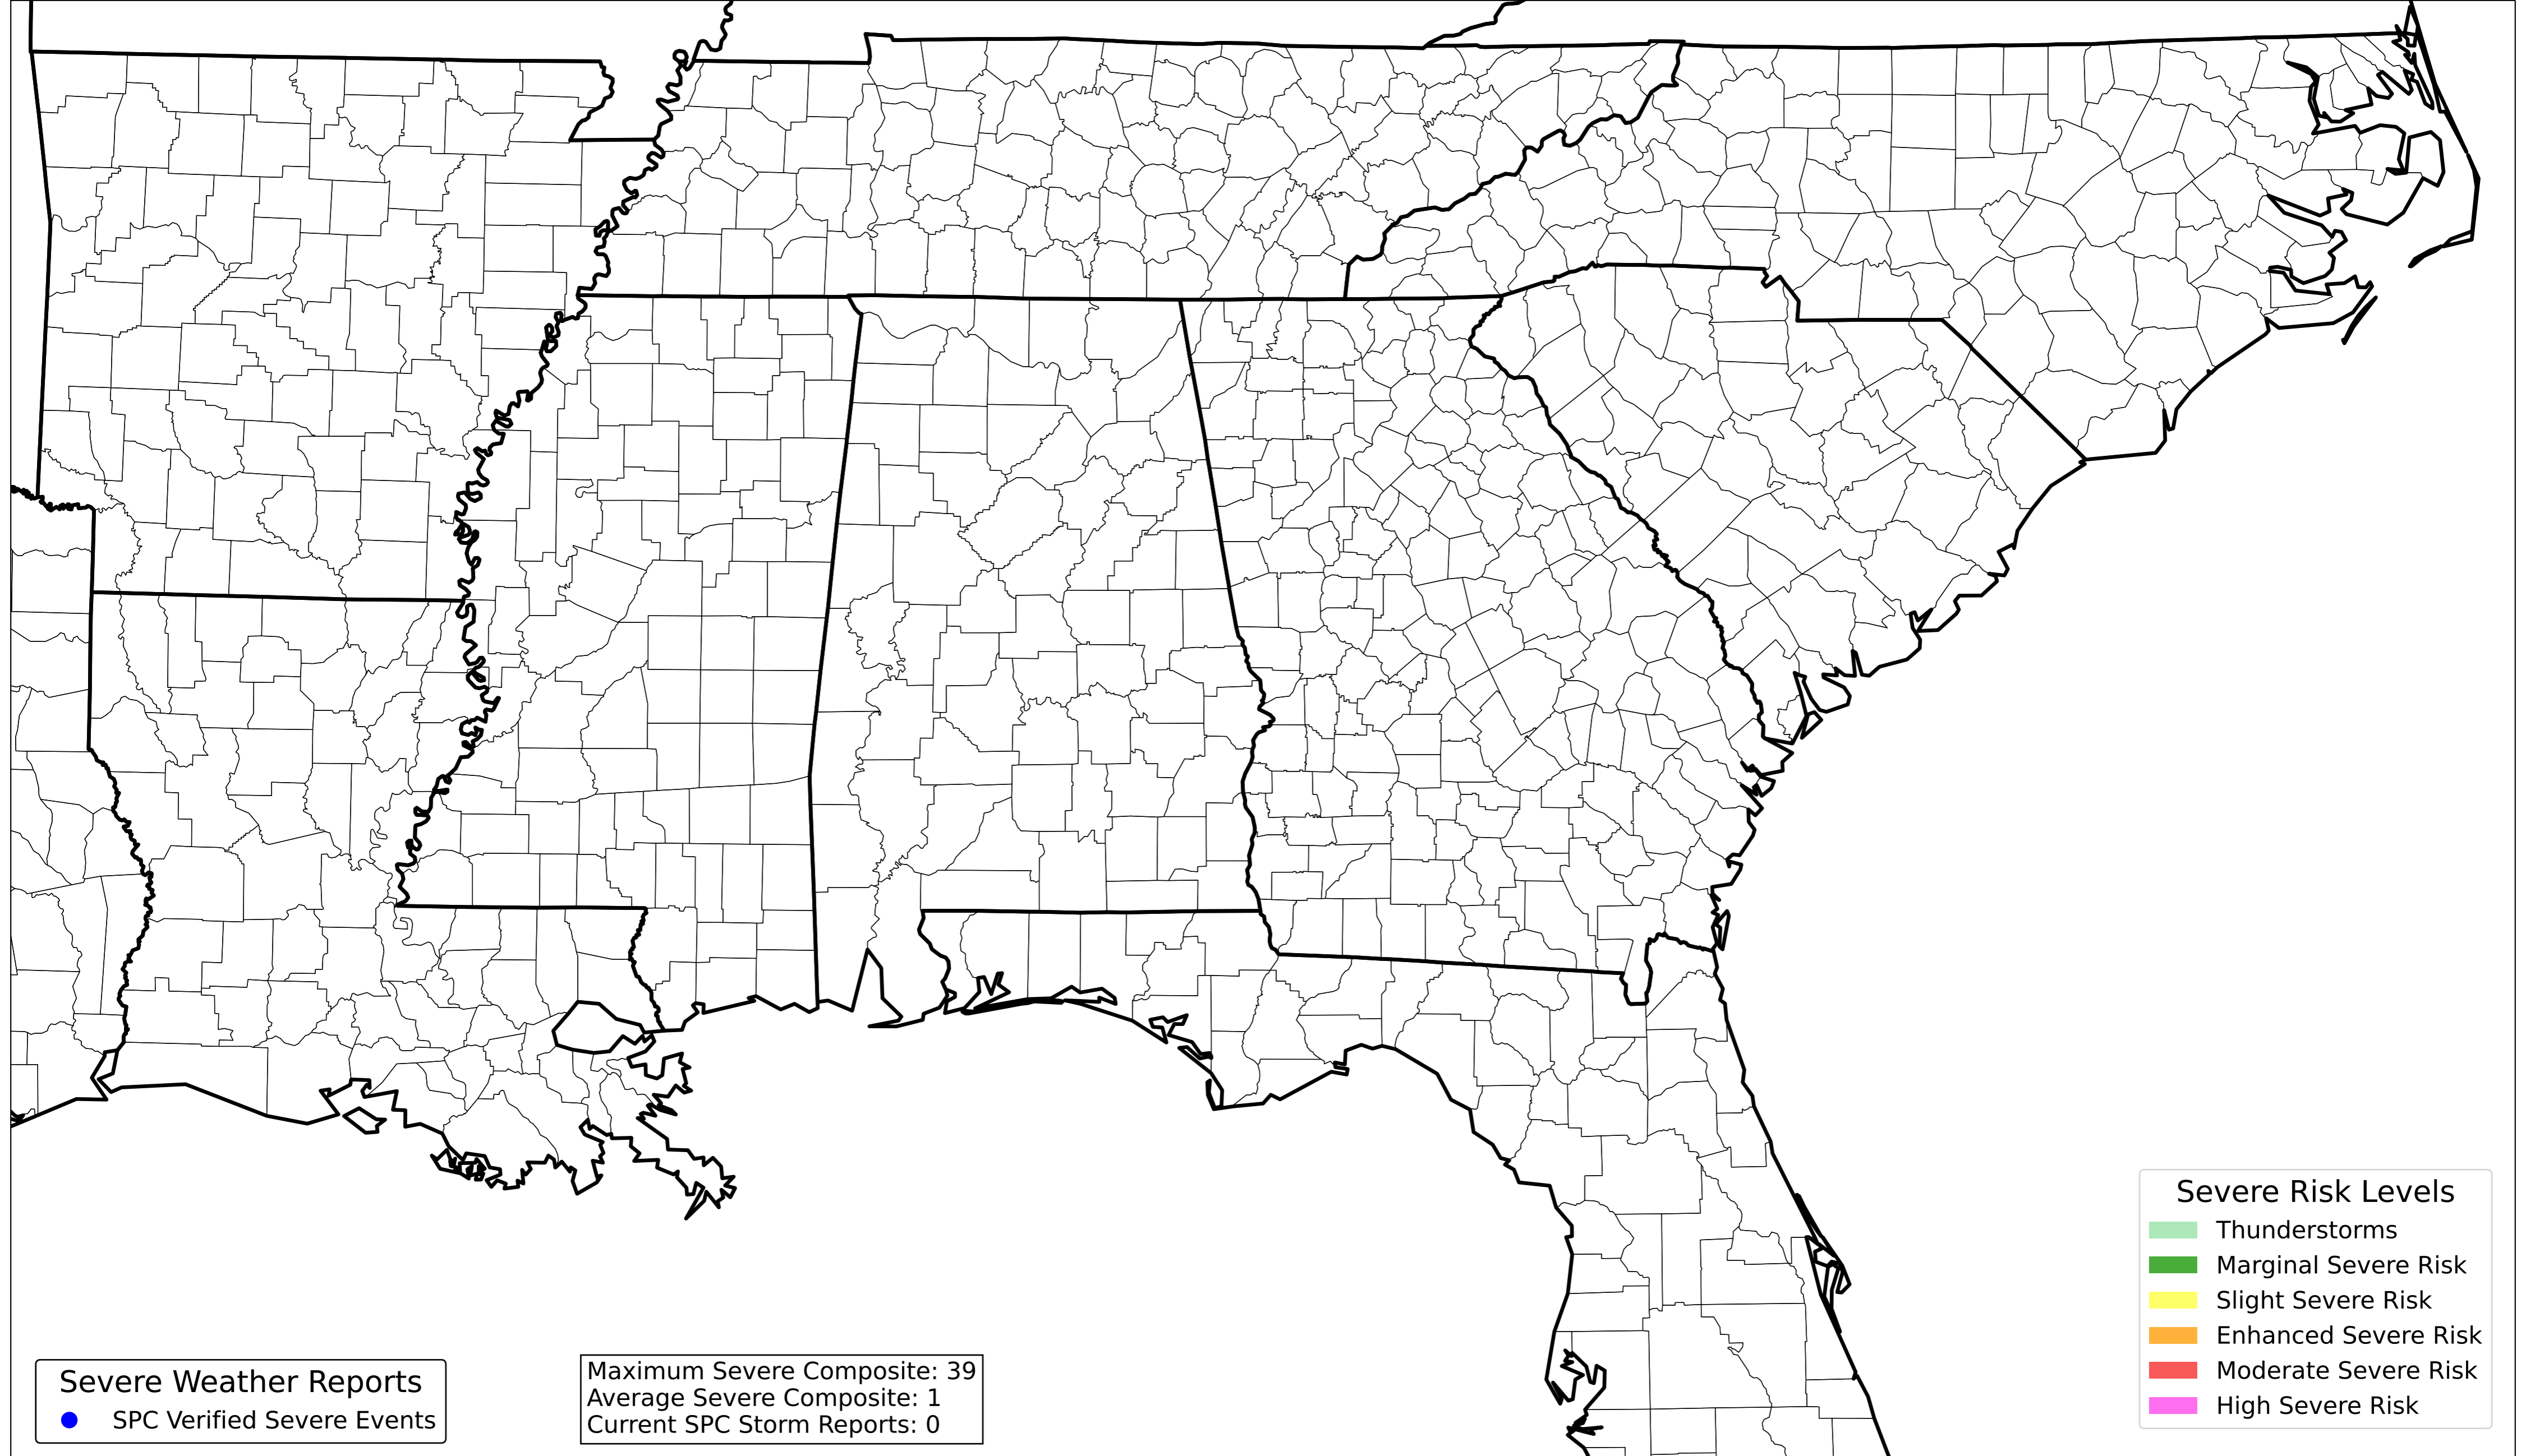 Severe Risk Levels
Thunderstorms
Marginal Severe Risk
Slight Severe Risk
Enhanced Severe Risk
Moderate Severe Risk
High Severe Risk
Severe Weather Reports
SPC Verified Severe Events
Maximum Severe Composite: 39
Average Severe Composite: 1
Current SPC Storm Reports: 0